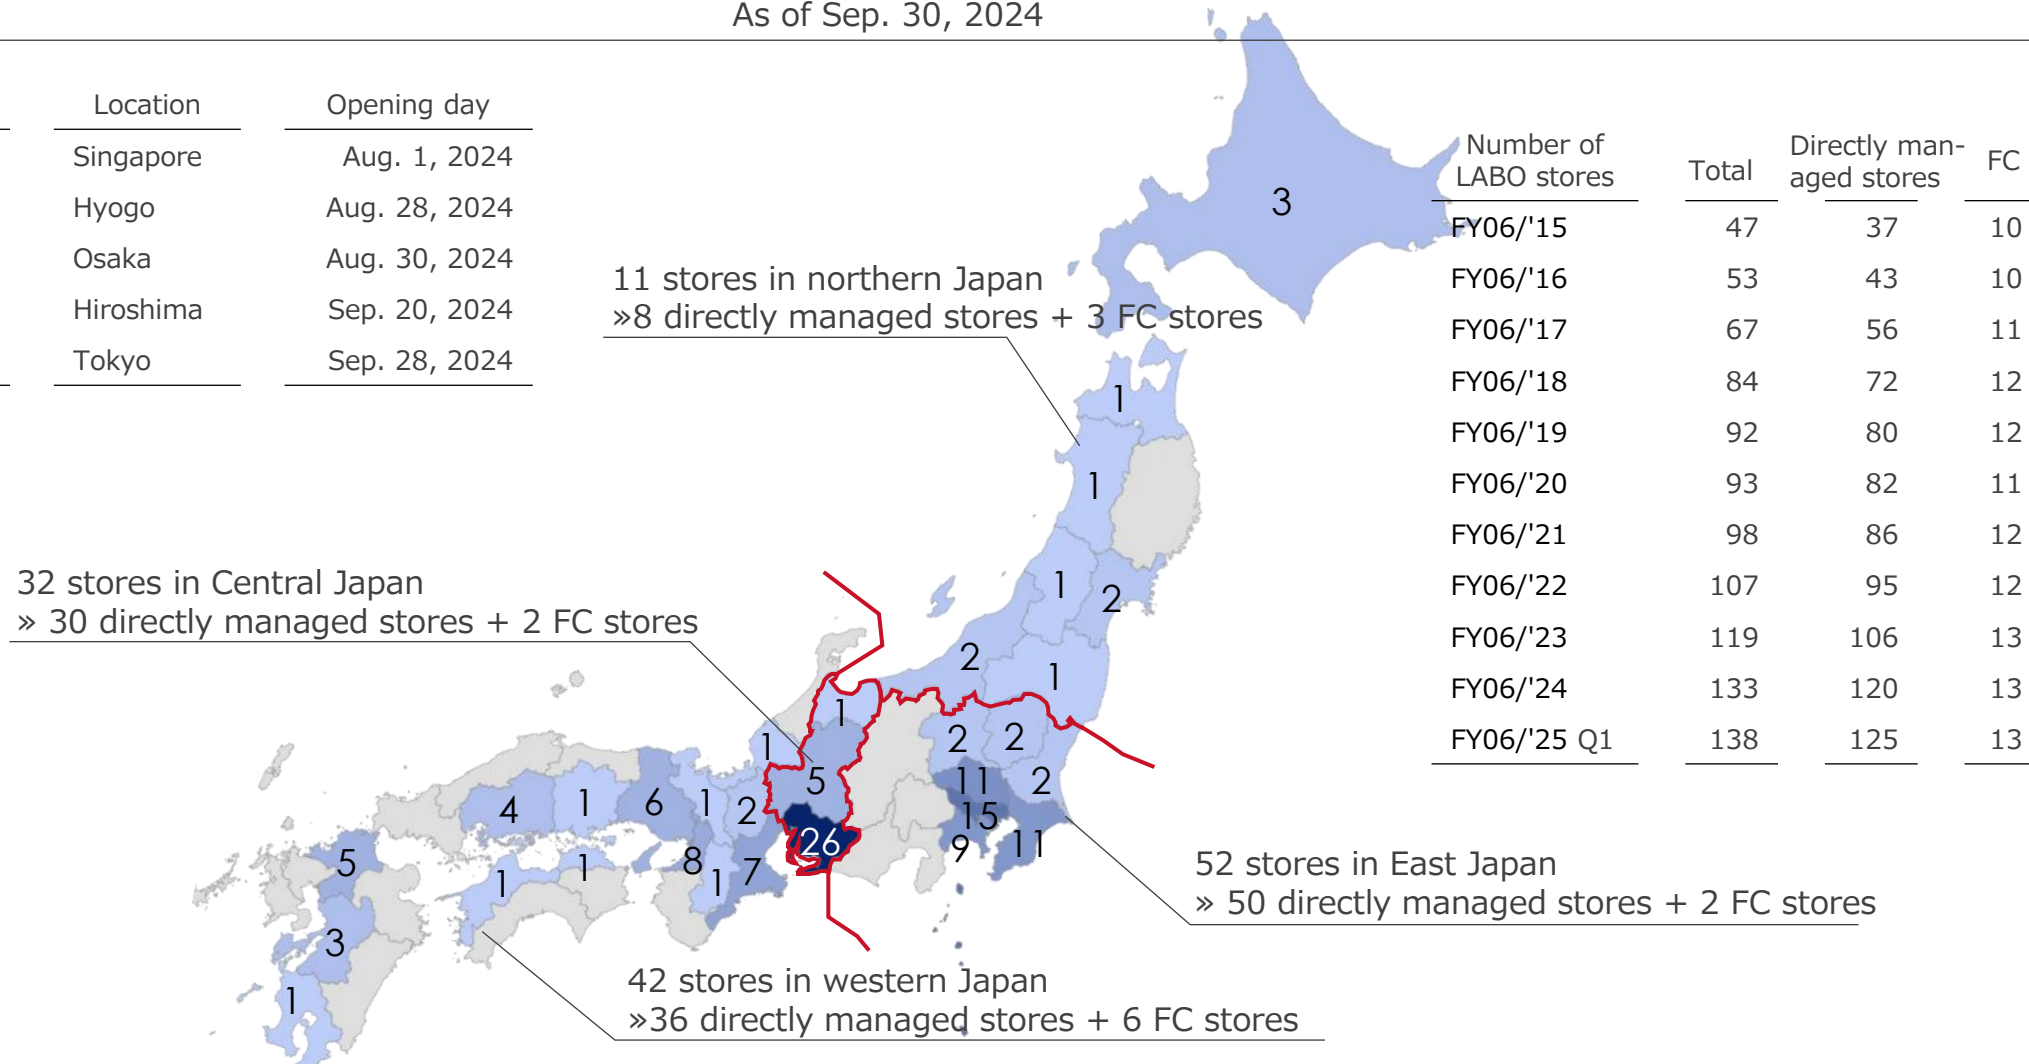 As of Sep. 30, 2024
Location Opening day
Singapore Aug. 1, 2024
Hyogo Aug. 28, 2024
Osaka Aug. 30, 2024
Hiroshima Sep. 20, 2024
Tokyo Sep. 28, 2024
11 stores in northern Japan
»8 directly managed stores + 3 FC stores
3
1
1
1
2
2
1
32 stores in Central Japan
» 30 directly managed stores + 2 FC stores
1
5
26
52 stores in East Japan
» 50 directly managed stores + 2 FC stores
2
2
11
2
15
9
11
42 stores in western Japan
»36 directly managed stores + 6 FC stores
1
4
1
6
1
2
8
1
7
1
1
5
3
1
Number of
LABO stores
Total
Directly man-
aged stores
FC
FY06/'15 47 37 10
FY06/'16 53 43 10
FY06/'17 67 56 11
FY06/'18 84 72 12
FY06/'19 92 80 12
FY06/'20 93 82 11
FY06/'21 98 86 12
FY06/'22 107 95 12
FY06/'23 119 106 13
FY06/'24 133 120 13
FY06/'25 Q1 138 125 13